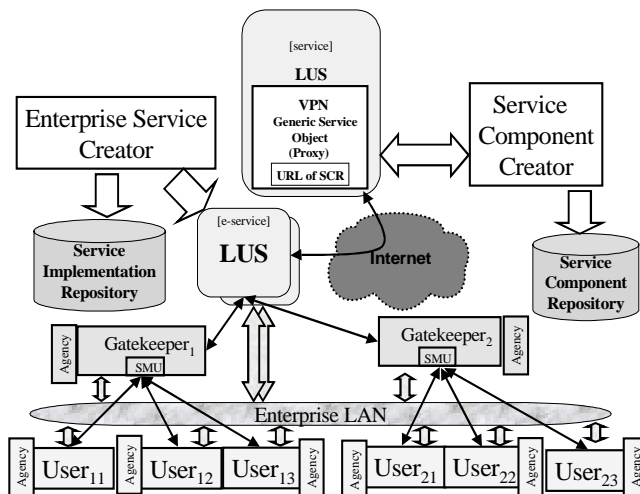 [service]
LUS
VPN
Generic Service
Object
(Proxy)
URL of SCR
Enterprise Service
Creator
Service
Component
Creator
[e-service]
LUS
Internet
Service
Implementation
Repository
Service
Component
Repository
Agency
Gatekeeper1
SMU
Gatekeeper2
SMU
Agency
Enterprise LAN
Agency
User11
Agency
User12
User13
Agency
Agency
User21
User22
Agency
User23
Agency